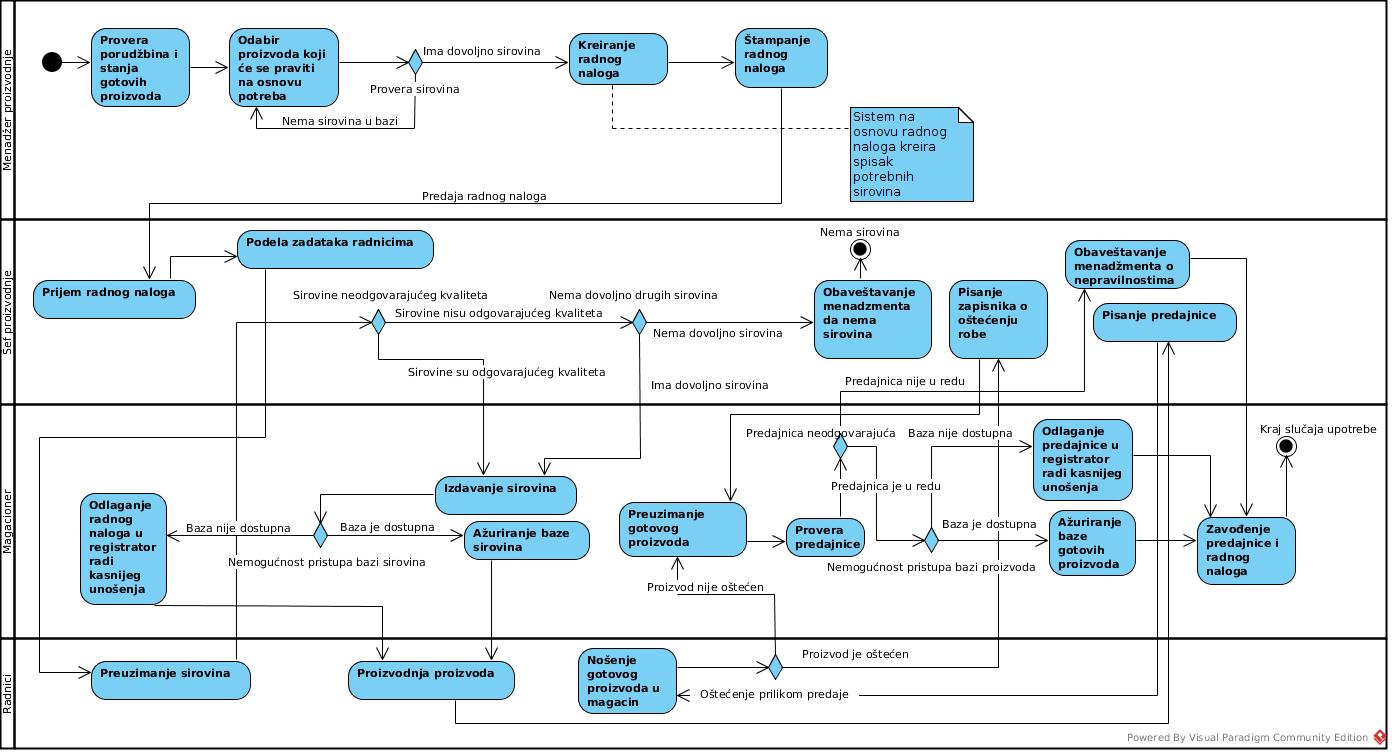 Menadžer proizvodnje
Provera
porudžbina i
stanja
gotovih
proizvoda
Odabir
proizvoda koji
će se praviti
na osnovu
potreba
Ima dovoljno sirovina
Provera sirovina
Nema sirovina u bazi
Kreiranje
radnog
naloga
Štampanje
radnog
naloga
Sistem na
osnovu radnog
naloga kreira
spisak
potrebnih
sirovina
Predaja radnog naloga
Šef proizvodnje
Prijem radnog naloga
Podela zadataka radnicima
Sirovine neodgovarajućeg kvaliteta
Sirovine nisu odgovarajućeg kvaliteta
Sirovine su odgovarajućeg kvaliteta
Nema dovoljno drugih sirovina
Nema dovoljno sirovina
Ima dovoljno sirovina
Nema sirovina
Obaveštavanje
menadzmenta
da nema
sirovina
Pisanje
zapisnika o
oštećenju
robe
Obaveštavanje
menadžmenta o
nepravilnostima
Pisanje predajnice
Predajnica nije u redu
Magacioner
Predajnica neodgovarajuća
Baza nije dostupna
Odlaganje
predajnice u
registrator
radi kasnijeg
unošenja
Kraj slučaja upotrebe
Izdavanje sirovina
Odlaganje
radnog
naloga u
registrator
radi
kasnijeg
unošenja
Baza nije dostupna
Baza je dostupna
Nemogućnost pristupa bazi sirovina
Ažuriranje baze
sirovina
Preuzimanje
gotovog
proizvoda
Provera
predajnice
Predajnica je u redu
Baza je dostupna
Nemogućnost pristupa bazi proizvoda
Ažuriranje
baze
gotovih
proizvoda
Zavođenje
predajnice i
radnog
naloga
Proizvod nije oštećen
Radnici
Preuzimanje sirovina
Proizvodnja proizvoda
Nošenje
gotovog
proizvoda u
magacin
Proizvod je oštećen
Oštećenje prilikom predaje
Powered By Visual Paradigm Community Edition